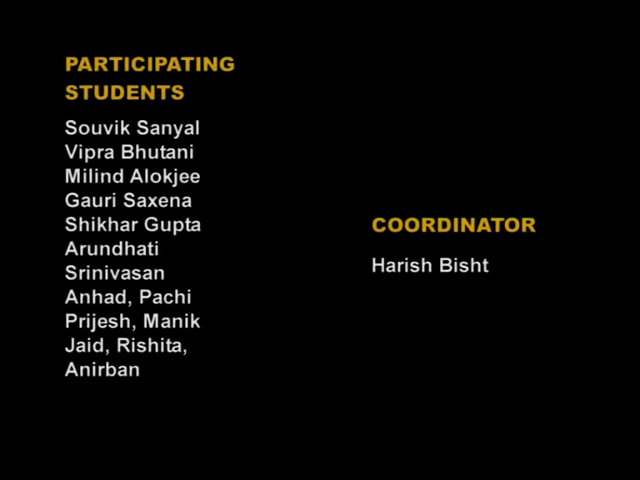 PARTICIPATING
STUDENTS
Souvik Sanyal
Vipra Bhutani
Milind Alokjee
Gauri Saxena
Shikhar Gupta
Arundhati
Srinivasan
Anhad, Pachi
Prijesh, Manik
Jaid, Rishita,
Anirban
COORDINATOR
Harish Bisht